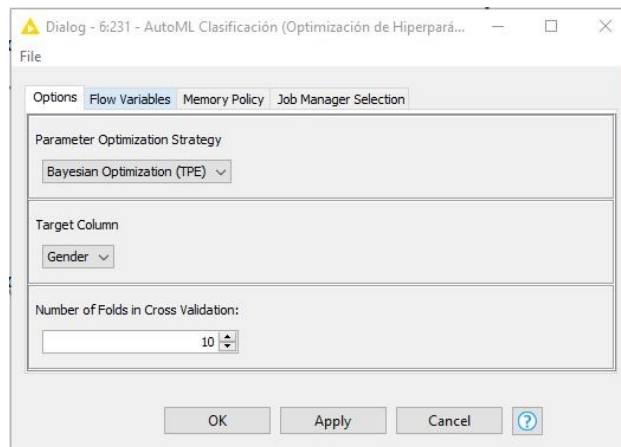 Dialog - 6:231 - AutoML Clasificación (Optimización de Hiperpará...
File
Options Flow Variables Memory Policy Job Manager Selection
Parameter Optimization Strategy
Bayesian Optimization (TPE)
Target Column
Gender
Number of Folds in Cross Validation:
10
OK Apply Cancel ?